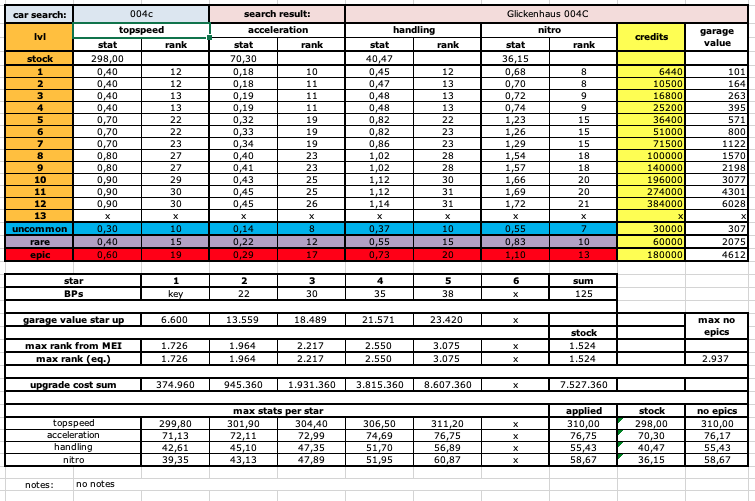 car search: 004c search result: Glickenhaus 004C
lvl topspeed acceleration handling nitro credits garage value
stat rank stat rank stat rank stat rank
stock 298,00 70,30 40,47 36,15
1 0,40 12 0,18 10 0,45 12 0,68 8 6440 101
2 0,40 12 0,18 11 0,47 13 0,70 8 10500 164
3 0,40 13 0,19 11 0,48 13 0,72 9 16800 263
4 0,40 13 0,19 11 0,48 13 0,74 9 25200 395
5 0,70 22 0,32 19 0,82 22 1,23 15 36400 571
6 0,70 22 0,33 19 0,82 23 1,26 15 51000 800
7 0,70 23 0,34 19 0,86 23 1,29 15 71500 1122
8 0,80 27 0,40 23 1,02 28 1,54 18 100000 1570
9 0,80 27 0,41 23 1,02 28 1,57 18 140000 2198
10 0,90 29 0,43 25 1,12 30 1,66 20 196000 3077
11 0,90 30 0,45 25 1,12 31 1,69 20 274000 4301
12 0,90 30 0,45 26 1,14 31 1,72 21 384000 6028
13 x x x x x x x x x x
uncommon 0,30 10 0,14 8 0,37 10 0,55 7 30000 307
rare 0,40 15 0,22 12 0,55 15 0,83 10 60000 2075
epic 0,60 19 0,29 17 0,73 20 1,10 13 180000 4612
star 1 2 3 4 5 6 sum
BPs key 22 30 35 38 x 125
garage value star up 6.600 13.559 18.489 21.571 23.420 x max no epics
stock
max rank from MEI 1.726 1.964 2.217 2.550 3.075 x 1.524
max rank (eq.) 1.726 1.964 2.217 2.550 3.075 x 1.524 2.937
upgrade cost sum 374.960 945.360 1.931.360 3.815.360 8.607.360 x 7.527.360
max stats per star applied stock no epics
topspeed 299,80 301,90 304,40 306,50 311,20 x 310,00 298,00 310,00
acceleration 71,13 72,11 72,99 74,69 76,75 x 76,75 70,30 76,17
handling 42,61 45,10 47,35 51,70 56,89 x 55,43 40,47 55,43
nitro 39,35 43,13 47,89 51,95 60,87 x 58,67 36,15 58,67
notes: no notes